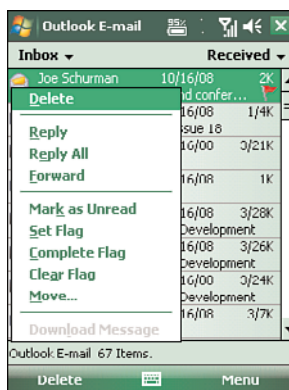 Outlook E-mail
Inbox Received
Joe Schurman 10/16/08 2K
Delete nd confer...
16/08 1/4K
Reply ssue 18
Reply All 16/00 3/21K
Forward 16/08 1K
Mark as Unread 16/08 3/28K
Set Flag Development
Complete Flag 16/08 3/26K
Development
Clear Flag 16/00 3/24K
Move... Development
16/08 3/7K
Download Message
Outlook E-mail 67 Items.
Delete Menu